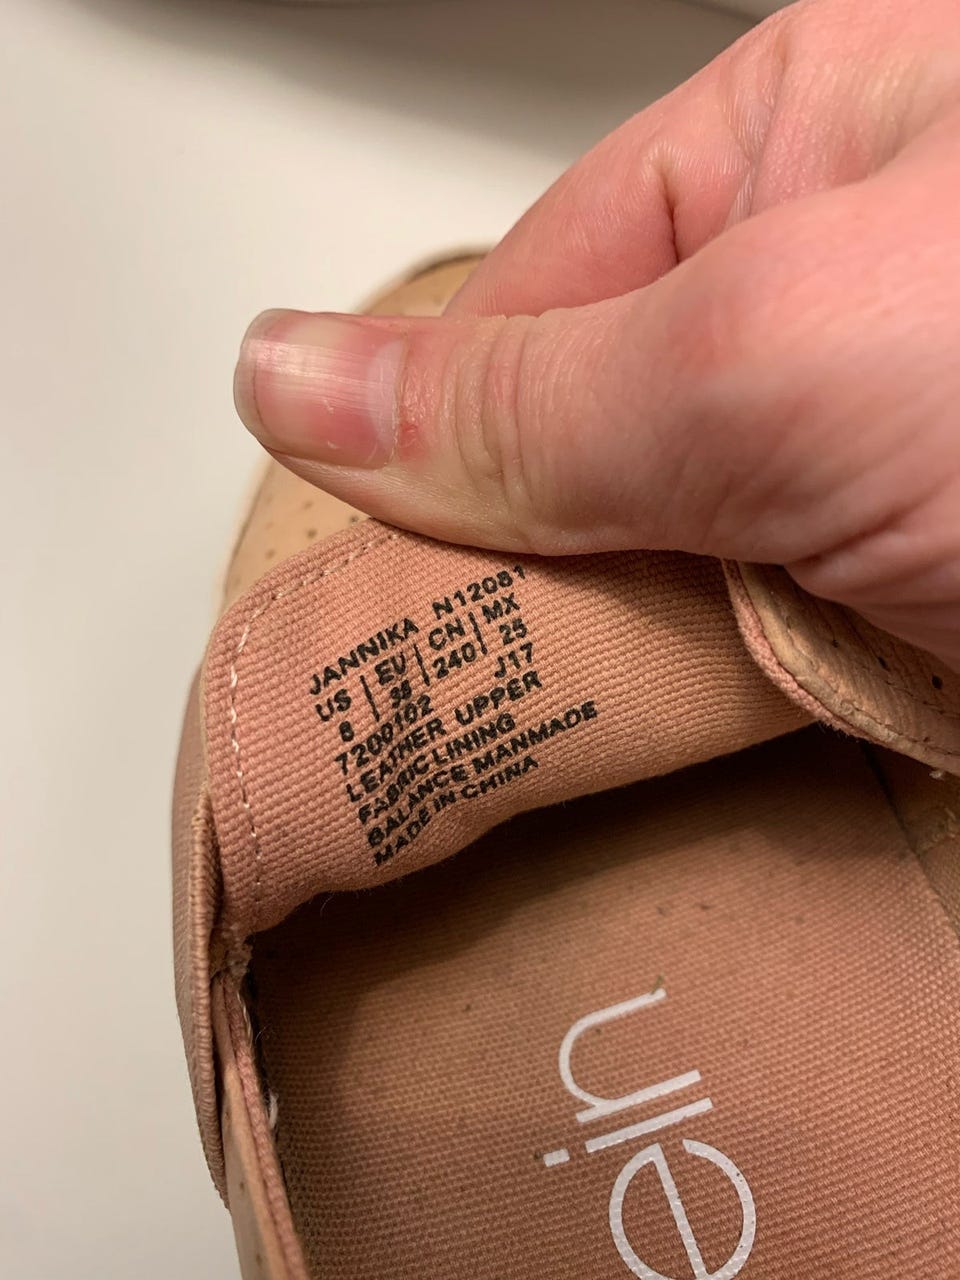 JANNIKA N12081
US | EU | CN | MX
8 | 38 | 240 | 25
7200102 J17
LEATHER UPPER
FABRIC LINING
BALANCE MANMADE
MADE IN CHINA
ein